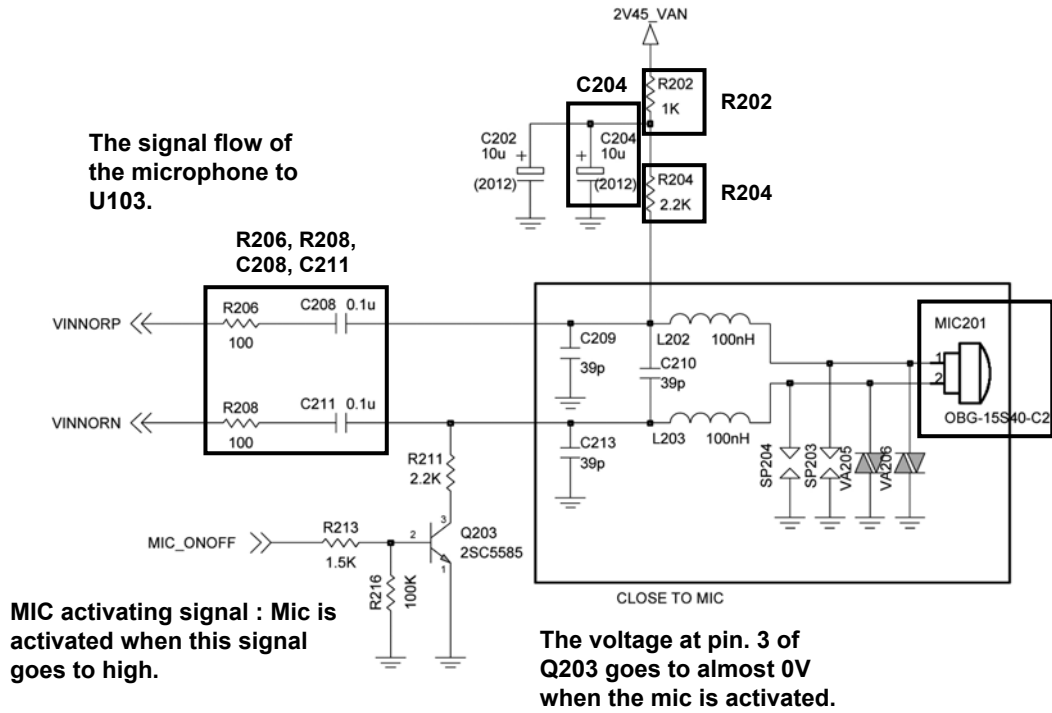 2V45_VAN
C204
R202
1K
R202
The signal flow of
the microphone to
U103.
C202
10u
+
(2012)
C204
10u
+
(2012)
R204
2.2K
R204
R206, R208,
C208, C211
VINNORP
R206
100
C208
0.1u
C209
39p
L202
100nH
C210
39p
MIC201
1
2
OBG-15S40-C2
VINNORN
R208
100
C211
0.1u
C213
39p
L203
100nH
SP204
SP203
VA205
VA206
R211
2.2K
MIC_ONOFF
R213
1.5K
2
3
1
Q203
2SC5585
R216
100K
CLOSE TO MIC
MIC activating signal : Mic is
activated when this signal
goes to high.
The voltage at pin. 3 of
Q203 goes to almost 0V
when the mic is activated.